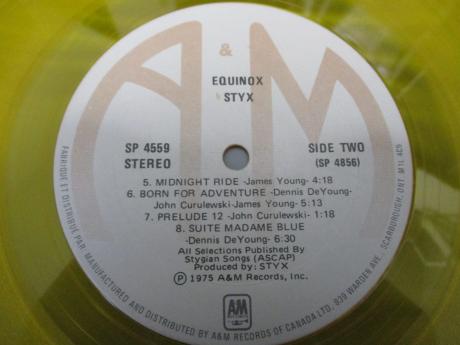 A&M
EQUINOX
STYX
SP 4559
STEREO
SIDE TWO
(SP 4856)
5. MIDNIGHT RIDE -James Young- 4:18
6. BORN FOR ADVENTURE -Dennis DeYoung-
John Curulewski-James Young- 5:13
7. PRELUDE 12 -John Curulewski- 1:18
8. SUITE MADAME BLUE
-Dennis DeYoung- 6:30
All Selections Published By
Stygian Songs (ASCAP)
Produced by: STYX
Ⓟ 1975 A&M Records, Inc.
A&M
FABRIQUE ET DISTRIBUE PAR: MANUFACTURED AND DISTRIBUTED BY A&M RECORDS OF CANADA LTD., 939 WARDEN AVE., SCARBOROUGH, ONT. M1L 4C5